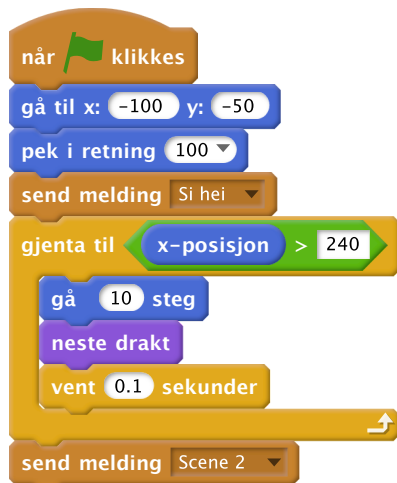 når klikkes
gå til x: -100 y: -50
pek i retning 100
send melding Si hei
gjenta til x-posisjon > 240
gå 10 steg
neste drakt
vent 0.1 sekunder
send melding Scene 2